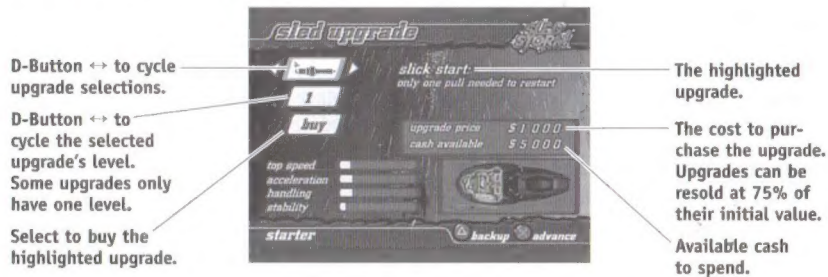 D-Button ↔ to cycle
upgrade selections.
D-Button ↔ to
cycle the selected
upgrade's level.
Some upgrades only
have one level.
Select to buy the
highlighted upgrade.
sled upgrade
SLED
STORM
1
buy
slick start:
only one pull needed to restart
upgrade price $1000
cash available $5000
top speed
acceleration
handling
stability
starter
backup
advance
The highlighted
upgrade.
The cost to pur-
chase the upgrade.
Upgrades can be
resold at 75% of
their initial value.
Available cash
to spend.